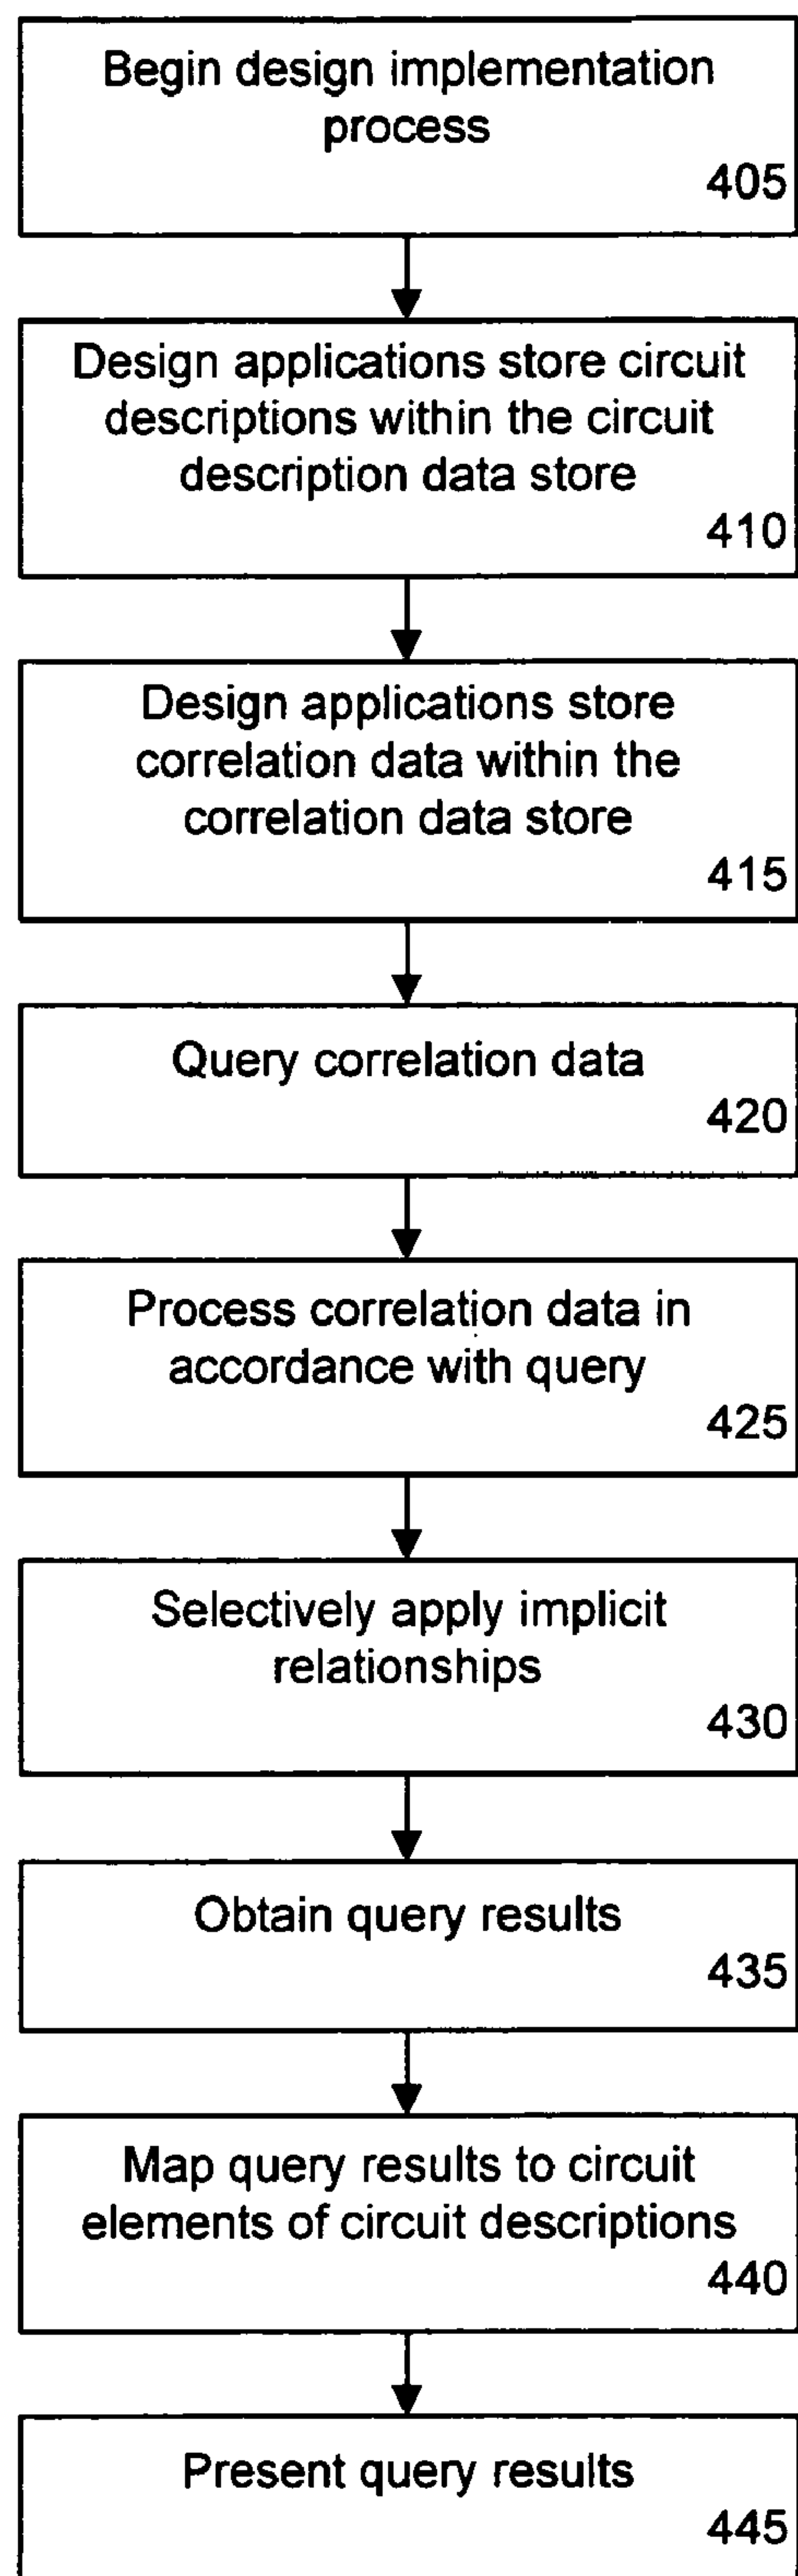 Begin design implementation
process
405
Design applications store circuit
descriptions within the circuit
description data store
410
Design applications store
correlation data within the
correlation data store
415
Query correlation data
420
Process correlation data in
accordance with query
425
Selectively apply implicit
relationships
430
Obtain query results
435
Map query results to circuit
elements of circuit descriptions
440
Present query results
445